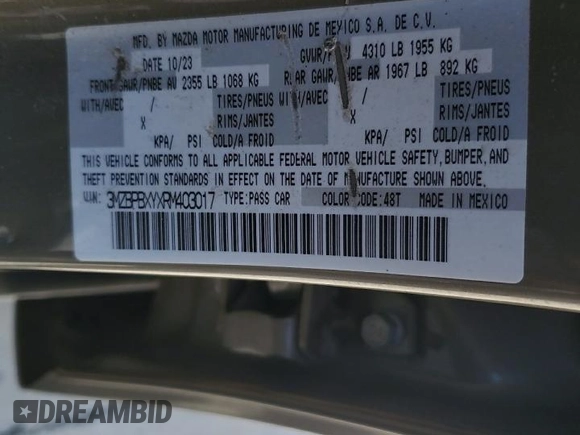 MFD. BY MAZDA MOTOR MANUFACTURING DE MEXICO S.A. DE C.V.
DATE 10/23 GVWR/ 4310 LB 1955 KG
FRONT GAWR/PNBE AV 2355 LB 1068 KG REAR GAWR/PNBE AR 1967 LB 892 KG
WITH/AVEC / TIRES/PNEUS WITH/AVEC / TIRES/PNEUS
X RIMS/JANTES X RIMS/JANTES
KPA/ PSI COLD/A FROID KPA/ PSI COLD/A FROID
THIS VEHICLE CONFORMS TO ALL APPLICABLE FEDERAL MOTOR VEHICLE SAFETY, BUMPER, AND
THEFT PREVENTION STANDARDS IN EFFECT ON THE DATE OF MANUFACTURE SHOWN ABOVE.
VIN: 3MZBPBXYXRM403017 TYPE:PASS CAR COLOR CODE:48T MADE IN MEXICO
DREAMBID